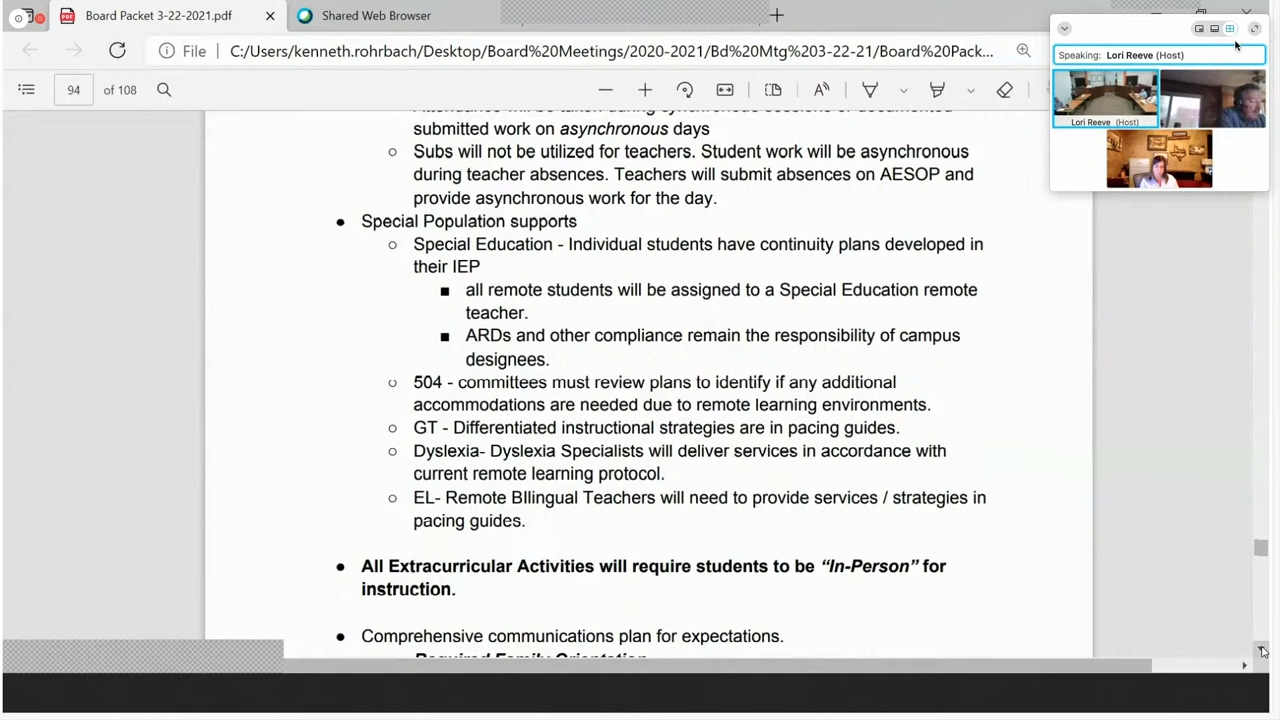 Board Packet 3-22-2021.pdf
Shared Web Browser
File
C:/Users/kenneth.rohrbach/Desktop/Board%20Meetings/2020-2021/Bd%20Mtg%203-22-21/Board%20Pack...
94 of 108
Speaking: Lori Reeve (Host)
Lori Reeve (Host)
submitted work on asynchronous days
Subs will not be utilized for teachers. Student work will be asynchronous
during teacher absences. Teachers will submit absences on AESOP and
provide asynchronous work for the day.
Special Population supports
Special Education - Individual students have continuity plans developed in
their IEP
all remote students will be assigned to a Special Education remote
teacher.
ARDs and other compliance remain the responsibility of campus
designees.
504 - committees must review plans to identify if any additional
accommodations are needed due to remote learning environments.
GT - Differentiated instructional strategies are in pacing guides.
Dyslexia- Dyslexia Specialists will deliver services in accordance with
current remote learning protocol.
EL- Remote BIlingual Teachers will need to provide services / strategies in
pacing guides.
All Extracurricular Activities will require students to be “In-Person” for
instruction.
Comprehensive communications plan for expectations.
Required Family Orientation